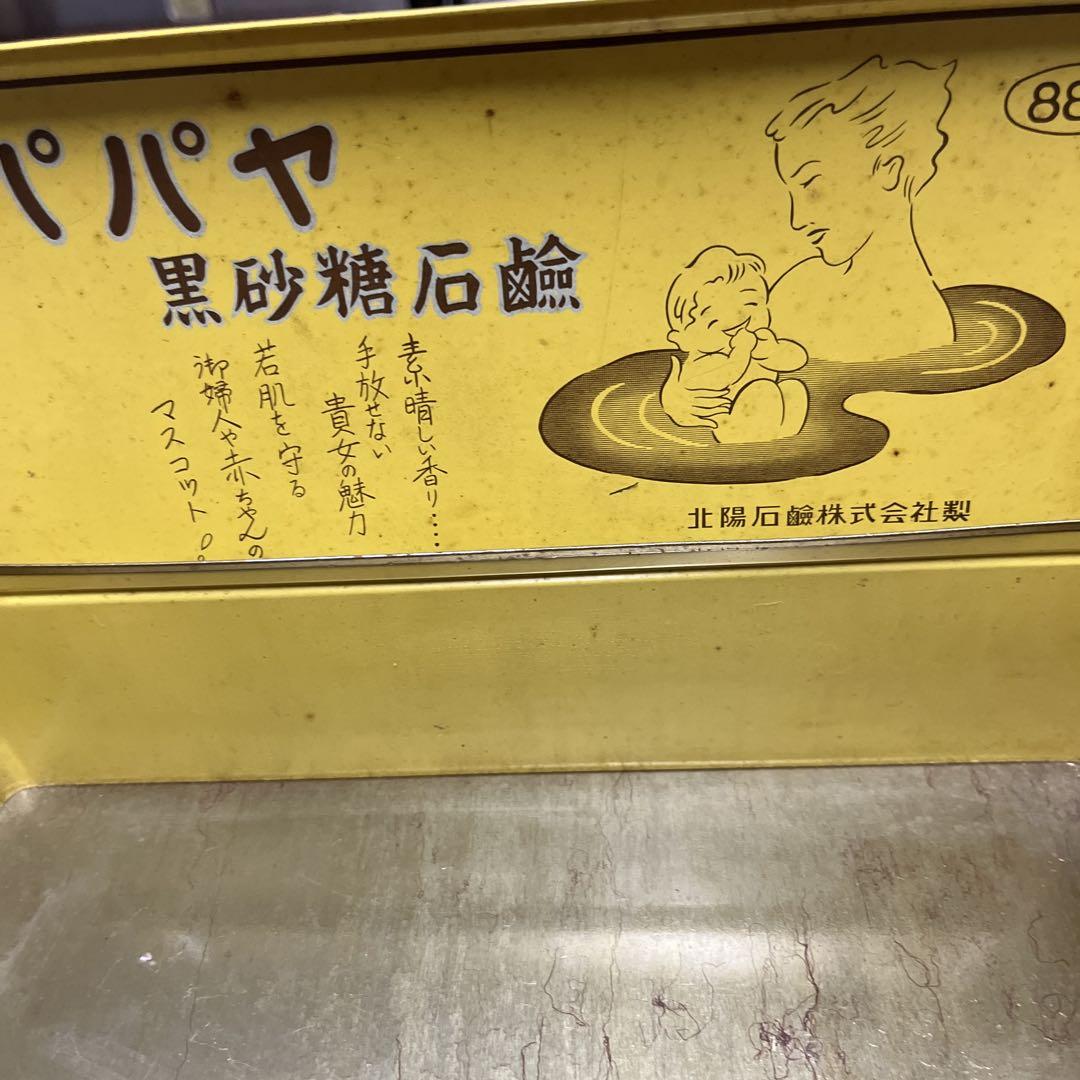 パパヤ
88
黒砂糖石鹼
素晴しい香り・・・・
手放せない
貴女の魅力
若肌を守る
御婦人や赤ちゃんの
マスコット。。
北陽石鹼株式会社製